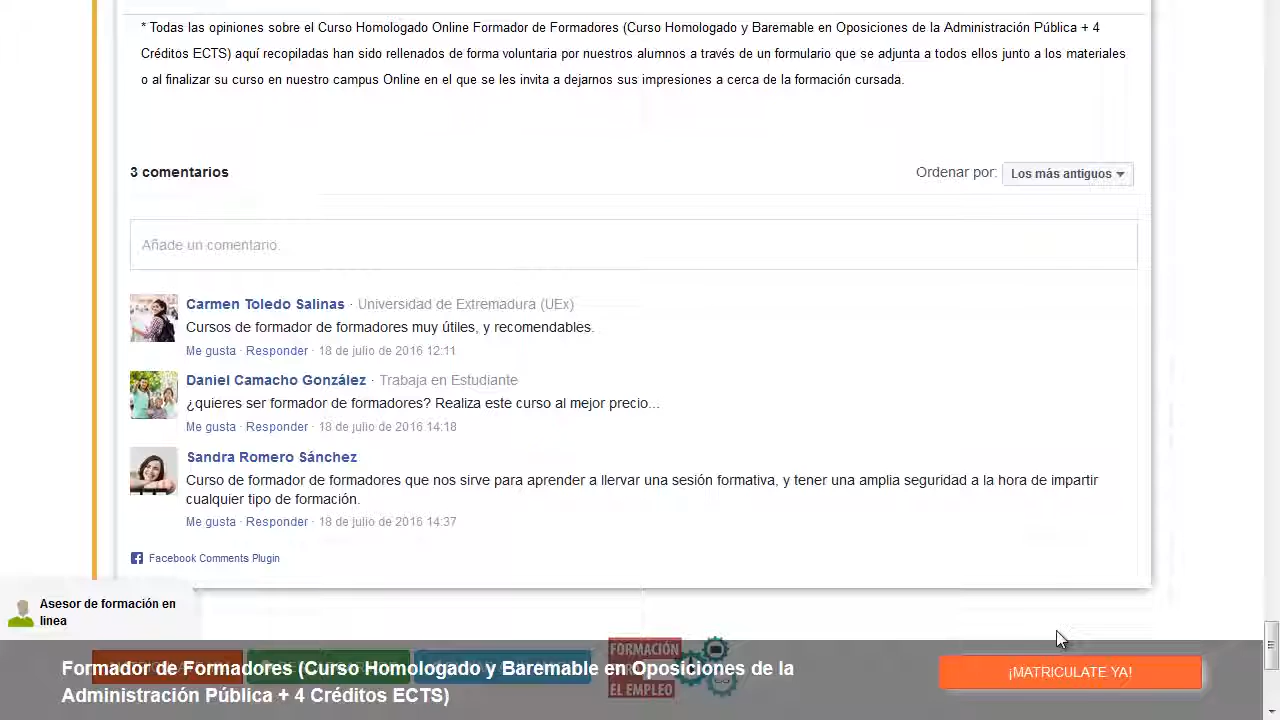 * Todas las opiniones sobre el Curso Homologado Online Formador de Formadores (Curso Homologado y Baremable en Oposiciones de la Administración Pública + 4
Créditos ECTS) aquí recopiladas han sido rellenados de forma voluntaria por nuestros alumnos a través de un formulario que se adjunta a todos ellos junto a los materiales
o al finalizar su curso en nuestro campus Online en el que se les invita a dejarnos sus impresiones a cerca de la formación cursada.
3 comentarios
Ordenar por: Los más antiguos
Añade un comentario.
Carmen Toledo Salinas · Universidad de Extremadura (UEx)
Cursos de formador de formadores muy útiles, y recomendables.
Me gusta · Responder · 18 de julio de 2016 12:11
Daniel Camacho González · Trabaja en Estudiante
¿quieres ser formador de formadores? Realiza este curso al mejor precio...
Me gusta · Responder · 18 de julio de 2016 14:18
Sandra Romero Sánchez
Curso de formador de formadores que nos sirve para aprender a llervar una sesión formativa, y tener una amplia seguridad a la hora de impartir
cualquier tipo de formación.
Me gusta · Responder · 18 de julio de 2016 14:37
Facebook Comments Plugin
Asesor de formación en
linea
FORMACIÓN
EL EMPLEO
Formador de Formadores (Curso Homologado y Baremable en Oposiciones de la
Administración Pública + 4 Créditos ECTS)
¡MATRICULATE YA!